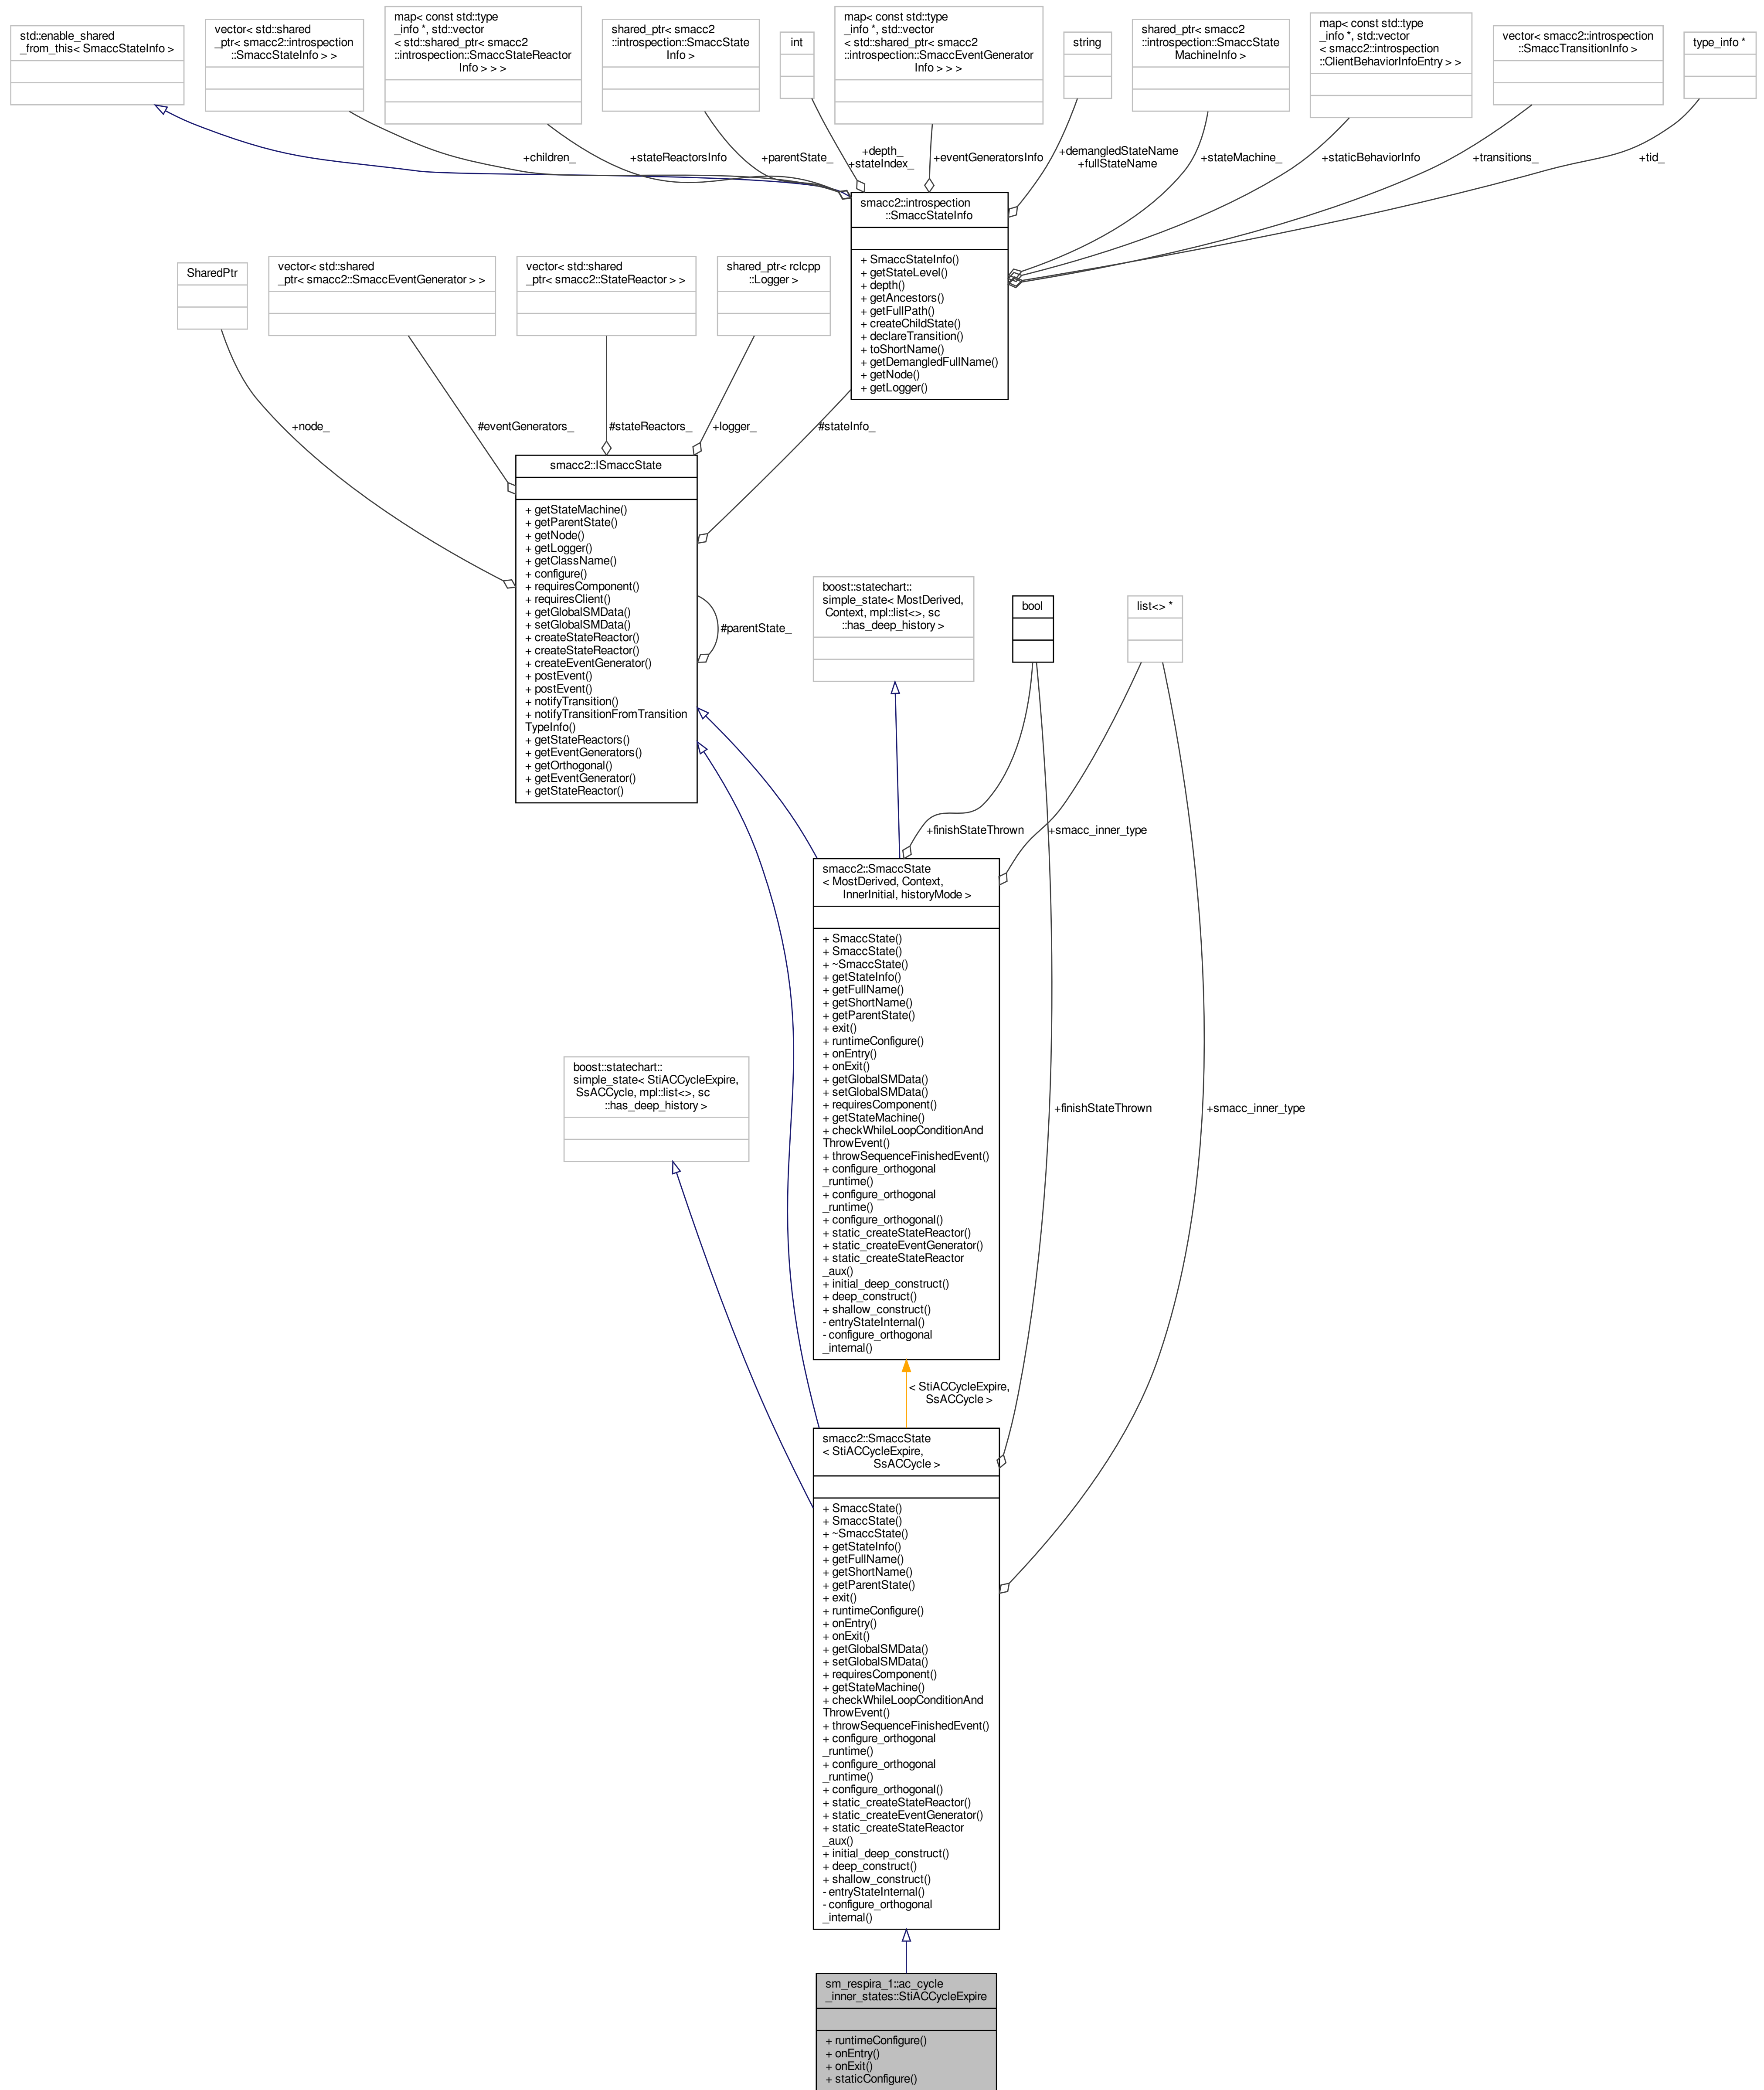 std::enable_shared
_from_this< SmaccStateInfo >
vector< std::shared
_ptr< smacc2::introspection
::SmaccStateInfo > >
map< const std::type
_info *, std::vector
< std::shared_ptr< smacc2
::introspection::SmaccStateReactor
Info > > >
shared_ptr< smacc2
::introspection::SmaccState
Info >
int
map< const std::type
_info *, std::vector
< std::shared_ptr< smacc2
::introspection::SmaccEventGenerator
Info > > >
string
shared_ptr< smacc2
::introspection::SmaccState
MachineInfo >
map< const std::type
_info *, std::vector
< smacc2::introspection
::ClientBehaviorInfoEntry > >
vector< smacc2::introspection
::SmaccTransitionInfo >
type_info *
+children_
+stateReactorsInfo
+parentState_
+depth_
+stateIndex_
+eventGeneratorsInfo
+demangledStateName
+fullStateName
+stateMachine_
+staticBehaviorInfo
+transitions_
+tid_
smacc2::introspection
::SmaccStateInfo
+ SmaccStateInfo()
+ getStateLevel()
+ depth()
+ getAncestors()
+ getFullPath()
+ createChildState()
+ declareTransition()
+ toShortName()
+ getDemangledFullName()
+ getNode()
+ getLogger()
SharedPtr
vector< std::shared
_ptr< smacc2::SmaccEventGenerator > >
vector< std::shared
_ptr< smacc2::StateReactor > >
shared_ptr< rclcpp
::Logger >
+node_
#eventGenerators_
#stateReactors_
+logger_
#stateInfo_
smacc2::ISmaccState
+ getStateMachine()
+ getParentState()
+ getNode()
+ getLogger()
+ getClassName()
+ configure()
+ requiresComponent()
+ requiresClient()
+ getGlobalSMData()
+ setGlobalSMData()
+ createStateReactor()
+ createStateReactor()
+ createEventGenerator()
+ postEvent()
+ postEvent()
+ notifyTransition()
+ notifyTransitionFromTransition
TypeInfo()
+ getStateReactors()
+ getEventGenerators()
+ getOrthogonal()
+ getEventGenerator()
+ getStateReactor()
#parentState_
boost::statechart::
simple_state< MostDerived,
Context, mpl::list<>, sc
::has_deep_history >
bool
list<> *
+finishStateThrown
+smacc_inner_type
smacc2::SmaccState
< MostDerived, Context,
InnerInitial, historyMode >
+ SmaccState()
+ SmaccState()
+ ~SmaccState()
+ getStateInfo()
+ getFullName()
+ getShortName()
+ getParentState()
+ exit()
+ runtimeConfigure()
+ onEntry()
+ onExit()
+ getGlobalSMData()
+ setGlobalSMData()
+ requiresComponent()
+ getStateMachine()
+ checkWhileLoopConditionAnd
ThrowEvent()
+ throwSequenceFinishedEvent()
+ configure_orthogonal
_runtime()
+ configure_orthogonal
_runtime()
+ configure_orthogonal()
+ static_createStateReactor()
+ static_createEventGenerator()
+ static_createStateReactor
_aux()
+ initial_deep_construct()
+ deep_construct()
+ shallow_construct()
- entryStateInternal()
- configure_orthogonal
_internal()
boost::statechart::
simple_state< StiACCycleExpire,
SsACCycle, mpl::list<>, sc
::has_deep_history >
+finishStateThrown
+smacc_inner_type
< StiACCycleExpire,
SsACCycle >
smacc2::SmaccState
< StiACCycleExpire,
SsACCycle >
+ SmaccState()
+ SmaccState()
+ ~SmaccState()
+ getStateInfo()
+ getFullName()
+ getShortName()
+ getParentState()
+ exit()
+ runtimeConfigure()
+ onEntry()
+ onExit()
+ getGlobalSMData()
+ setGlobalSMData()
+ requiresComponent()
+ getStateMachine()
+ checkWhileLoopConditionAnd
ThrowEvent()
+ throwSequenceFinishedEvent()
+ configure_orthogonal
_runtime()
+ configure_orthogonal
_runtime()
+ configure_orthogonal()
+ static_createStateReactor()
+ static_createEventGenerator()
+ static_createStateReactor
_aux()
+ initial_deep_construct()
+ deep_construct()
+ shallow_construct()
- entryStateInternal()
- configure_orthogonal
_internal()
sm_respira_1::ac_cycle
_inner_states::StiACCycleExpire
+ runtimeConfigure()
+ onEntry()
+ onExit()
+ staticConfigure()